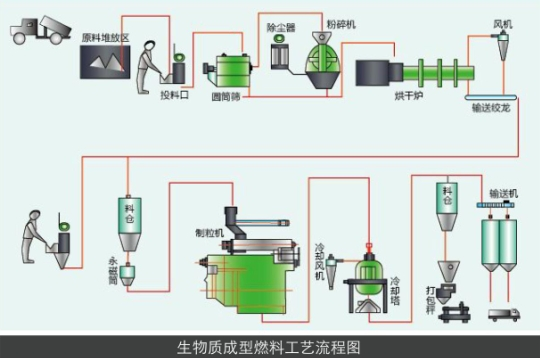 原料堆放区
投料口
圆筒筛
除尘器
粉碎机
烘干炉
风机
输送绞龙
料仓
永磁筒
制粒机
冷却风机
冷却塔
料仓
打包秤
输送机
生物质成型燃料工艺流程图